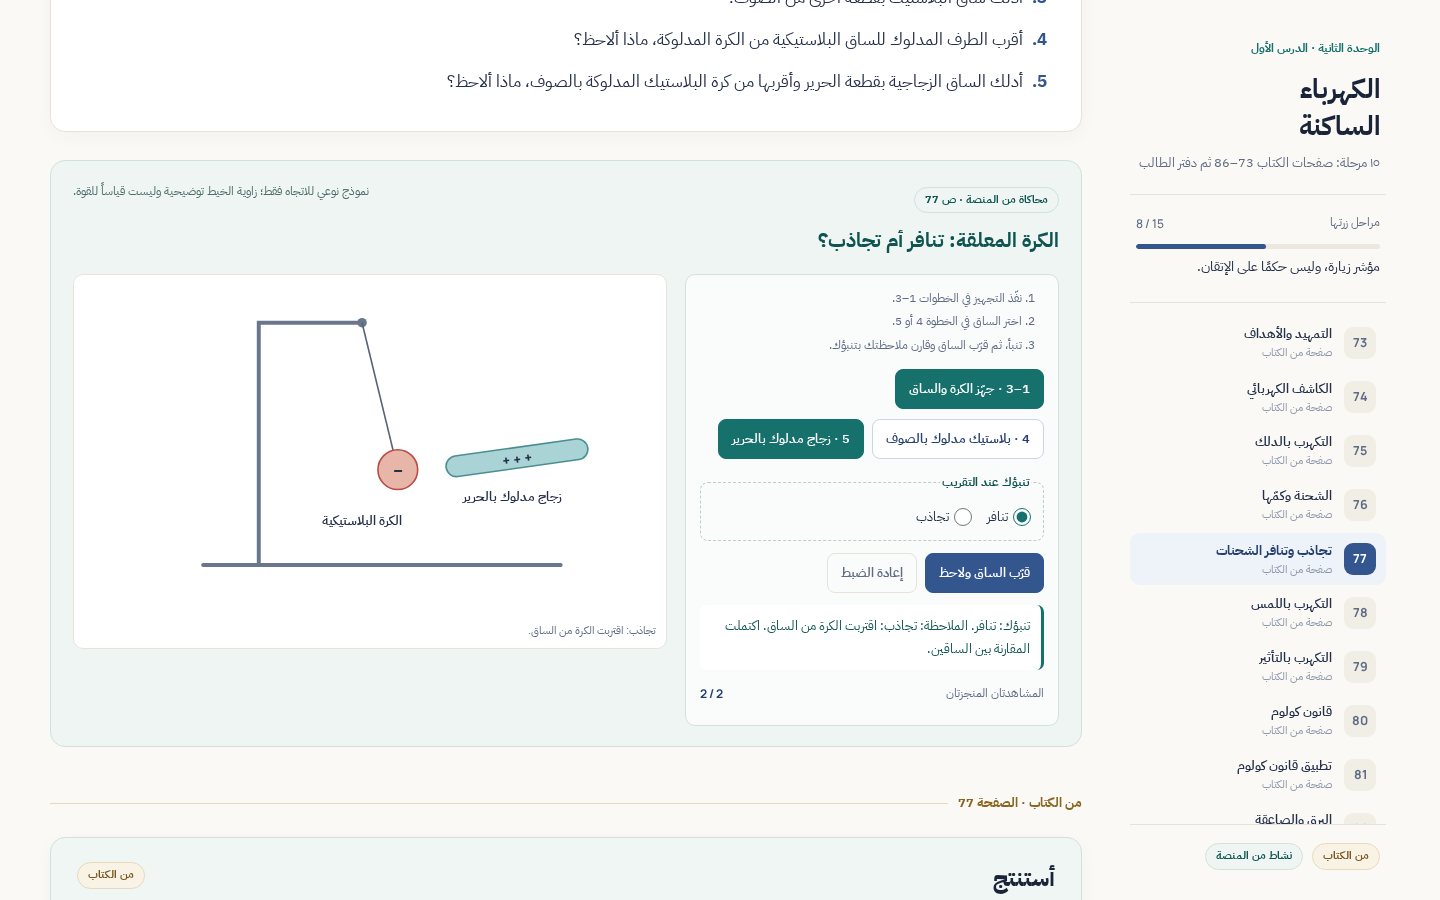 الوحدة الثانية · الدرس الأول
الكهرباء
الساكنة
١٥ مرحلة: صفحات الكتاب 73–86 ثم دفتر الطالب
مراحل زرتها
8 / 15
مؤشر زيارة، وليس حكمًا على الإتقان.
73 التمهيد والأهداف
صفحة من الكتاب
74 الكاشف الكهربائي
صفحة من الكتاب
75 التكهرب بالدلك
صفحة من الكتاب
76 الشحنة وكمّها
صفحة من الكتاب
77 تجاذب وتنافر الشحنات
صفحة من الكتاب
78 التكهرب باللمس
صفحة من الكتاب
79 التكهرب بالتأثير
صفحة من الكتاب
80 قانون كولوم
صفحة من الكتاب
81 تطبيق قانون كولوم
صفحة من الكتاب
البرق والصاعقة
من الكتاب
نشاط من المنصة
3. أدلك ساق البلاستيك بقطعة أخرى من الصوف.
4. أقرب الطرف المدلوك للساق البلاستيكية من الكرة المدلوكة، ماذا ألاحظ؟
5. أدلك الساق الزجاجية بقطعة الحرير وأقربها من كرة البلاستيك المدلوكة بالصوف، ماذا ألاحظ؟
محاكاة من المنصة · ص 77
نموذج نوعي للاتجاه فقط؛ زاوية الخيط توضيحية وليست قياساً للقوة.
الكرة المعلقة: تنافر أم تجاذب؟
1. نفّذ التجهيز في الخطوات 1–3.
2. اختر الساق في الخطوة 4 أو 5.
3. تنبأ، ثم قرّب الساق وقارن ملاحظتك بتنبؤك.
1–3 · جهّز الكرة والساق
4 · بلاستيك مدلوك بالصوف
5 · زجاج مدلوك بالحرير
تنبؤك عند التقريب
تنافر
تجاذب
قرّب الساق ولاحظ
إعادة الضبط
تنبؤك: تنافر. الملاحظة: تجاذب: اقتربت الكرة من الساق. اكتملت
المقارنة بين الساقين.
المشاهدتان المنجزتان
2 / 2
+ + +
−
زجاج مدلوك بالحرير
الكرة البلاستيكية
تجاذب: اقتربت الكرة من الساق.
من الكتاب · الصفحة 77
أستنتج
من الكتاب